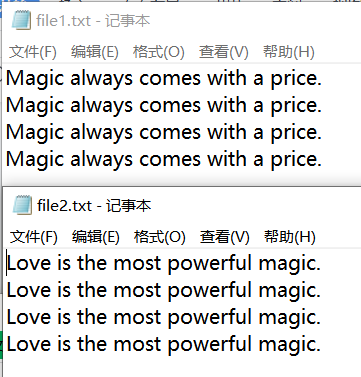 file1.txt - 记事本
文件(F) 编辑(E) 格式(O) 查看(V) 帮助(H)
Magic always comes with a price.
Magic always comes with a price.
Magic always comes with a price.
Magic always comes with a price.
file2.txt - 记事本
文件(F) 编辑(E) 格式(O) 查看(V) 帮助(H)
Love is the most powerful magic.
Love is the most powerful magic.
Love is the most powerful magic.
Love is the most powerful magic.